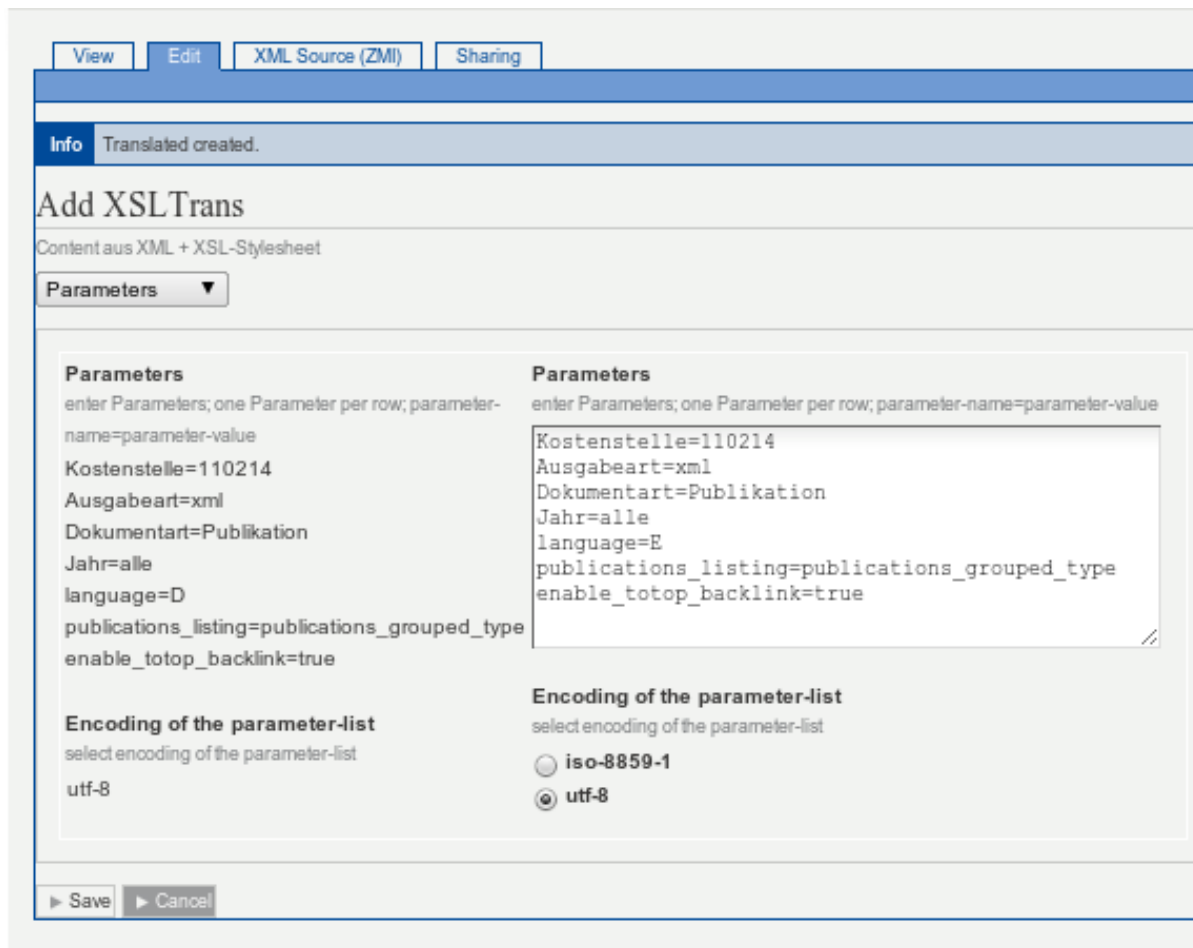 View Edit XML Source (ZMI) Sharing
Info Translated created.
Add XSLTrans
Content aus XML + XSL-Stylesheet
Parameters ▼
Parameters
enter Parameters; one Parameter per row; parameter-
name=parameter-value
Kostenstelle=110214
Ausgabeart=xml
Dokumentart=Publikation
Jahr=alle
language=D
publications_listing=publications_grouped_type
enable_totop_backlink=true
Encoding of the parameter-list
select encoding of the parameter-list
utf-8
Parameters
enter Parameters; one Parameter per row; parameter-name=parameter-value
Kostenstelle=110214
Ausgabeart=xml
Dokumentart=Publikation
Jahr=alle
language=E
publications_listing=publications_grouped_type
enable_totop_backlink=true
Encoding of the parameter-list
select encoding of the parameter-list
iso-8859-1
utf-8
Save Cancel